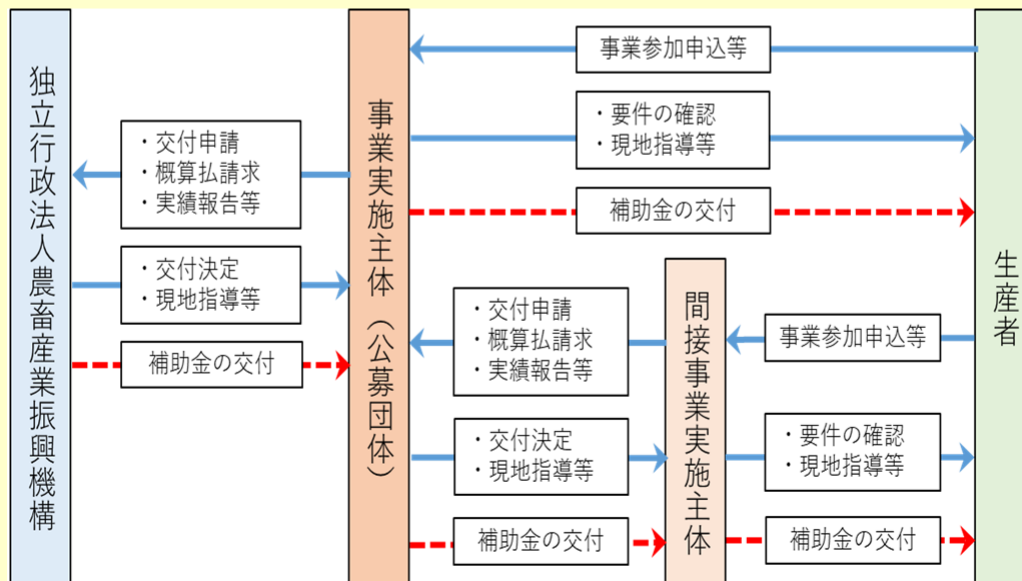 独立行政法人農畜産業振興機構
・交付申請
・概算払請求
・実績報告等
・交付決定
・現地指導等
補助金の交付
事業実施主体（公募団体）
事業参加申込等
・要件の確認
・現地指導等
補助金の交付
・交付申請
・概算払請求
・実績報告等
・交付決定
・現地指導等
補助金の交付
間接事業実施主体
事業参加申込等
・要件の確認
・現地指導等
補助金の交付
生産者